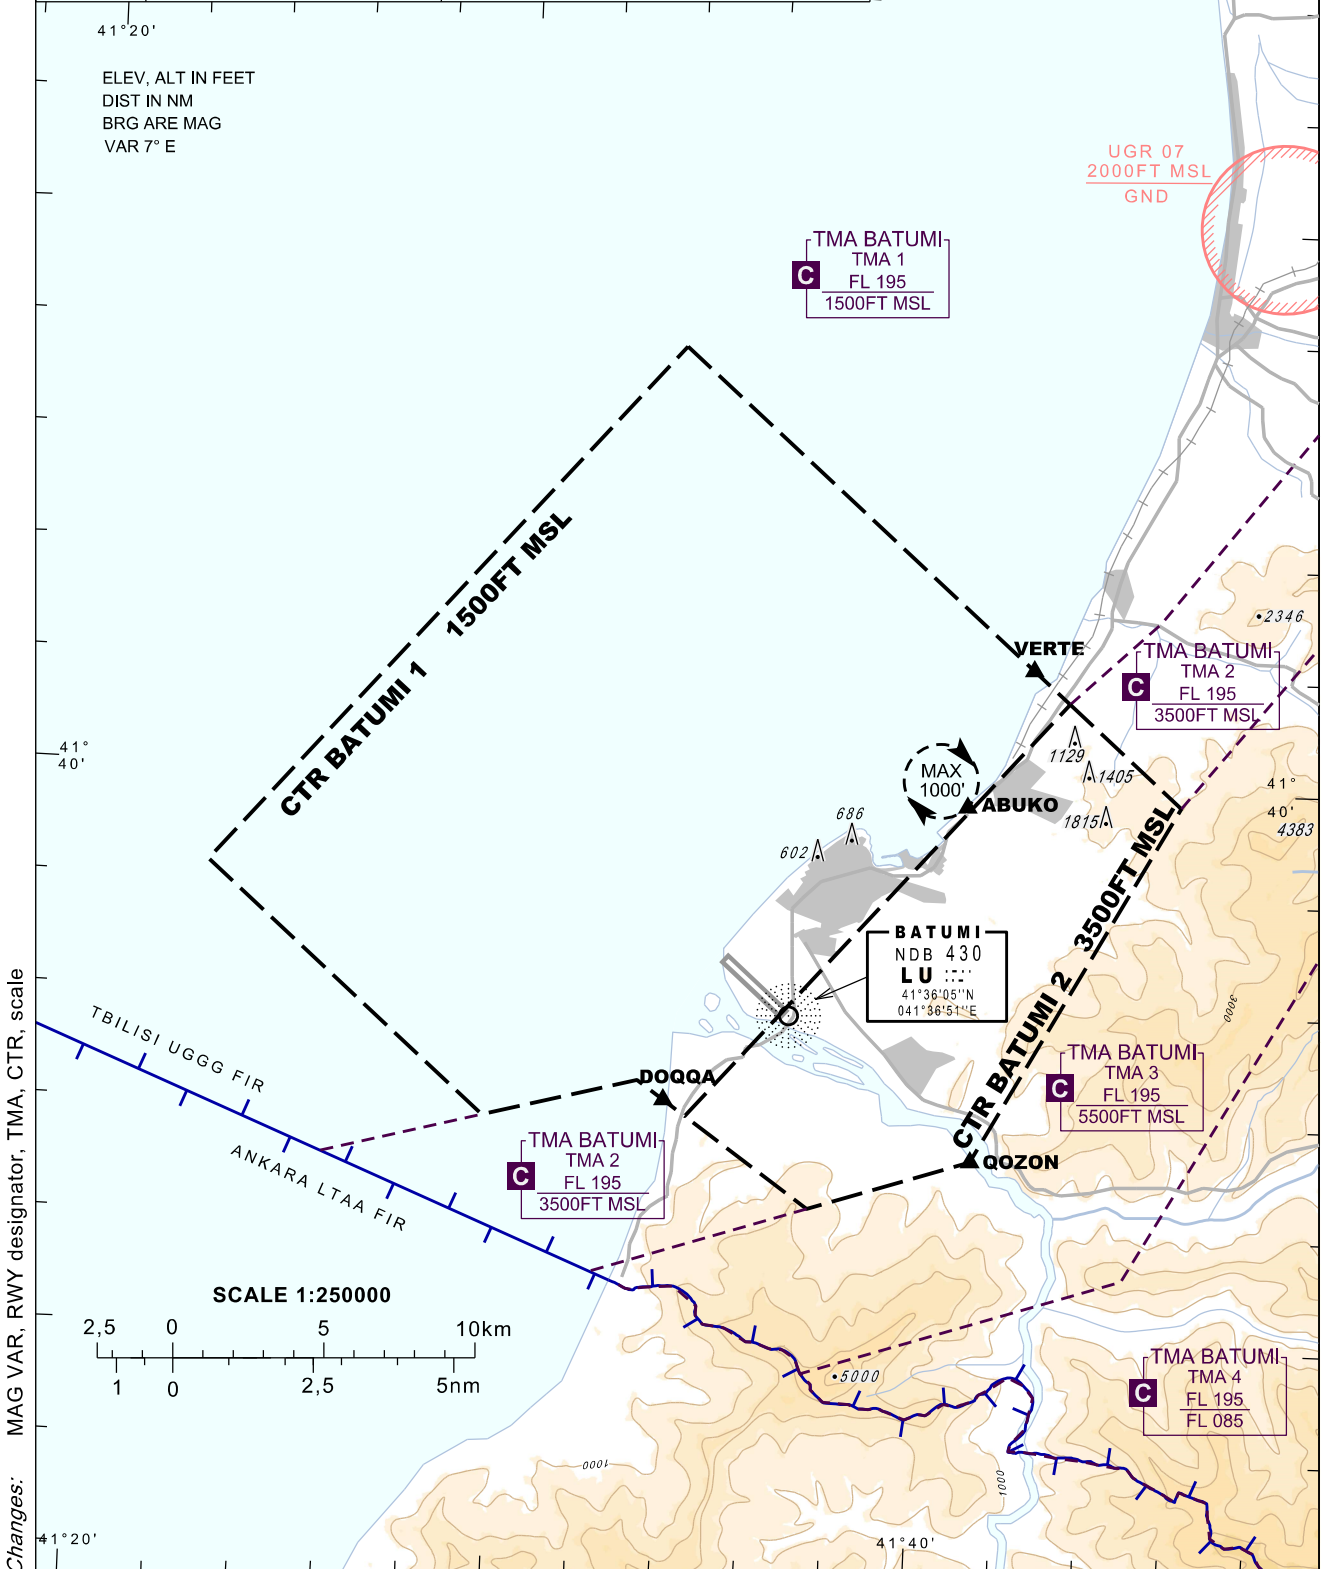 41°20'
ELEV, ALT IN FEET
DIST IN NM
BRG ARE MAG
VAR 7° E
UGR 07
2000FT MSL
GND
TMA BATUMI
TMA 1
C
FL 195
1500FT MSL
CTR BATUMI 1 1500FT MSL
2346
VERTE
TMA BATUMI
TMA 2
C
FL 195
3500FT MSL
41°
40'
1129
1405
1815
MAX
1000'
ABUKO
41°
40'
4383
686
602
CTR BATUMI 2 3500FT MSL
BATUMI
NDB 430
LU
41°36'05"N
041°36'51"E
3000
TBILISI UGGG FIR
ANKARA LTAA FIR
DOQQA
TMA BATUMI
TMA 3
C
FL 195
5500FT MSL
TMA BATUMI
TMA 2
C
FL 195
3500FT MSL
QOZON
SCALE 1:250000
2,5 0 5 10km
1 0 2,5 5nm
5000
TMA BATUMI
TMA 4
C
FL 195
FL 085
1000
1000
41°20'
41°40'
Changes: MAG VAR, RWY designator, TMA, CTR, scale